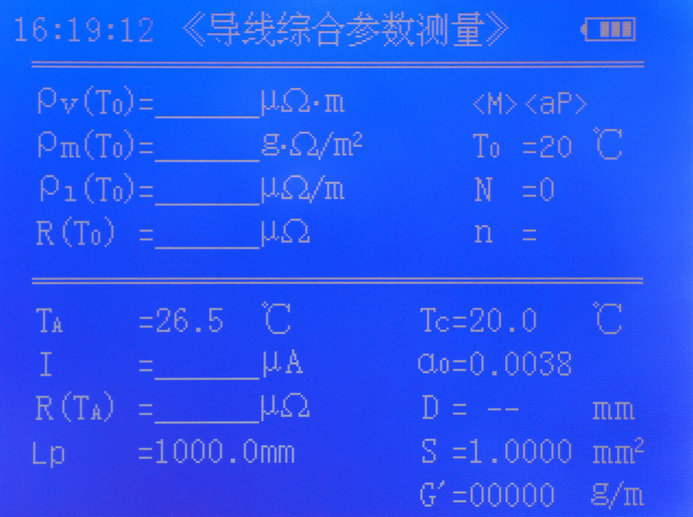 16:19:12 《导线综合参数测量》
ρv(T₀)=______μΩ·m <M><aP>
ρm(T₀)=______g·Ω/m² T₀ =20 ℃
ρ₁(T₀)=______μΩ/m N =0
R(T₀) =______μΩ n =
TA =26.5 ℃ Tc=20.0 ℃
I =______μA α₀=0.0038
R(TA) =______μΩ D = -- mm
Lp =1000.0mm S =1.0000 mm²
G′=00000 g/m